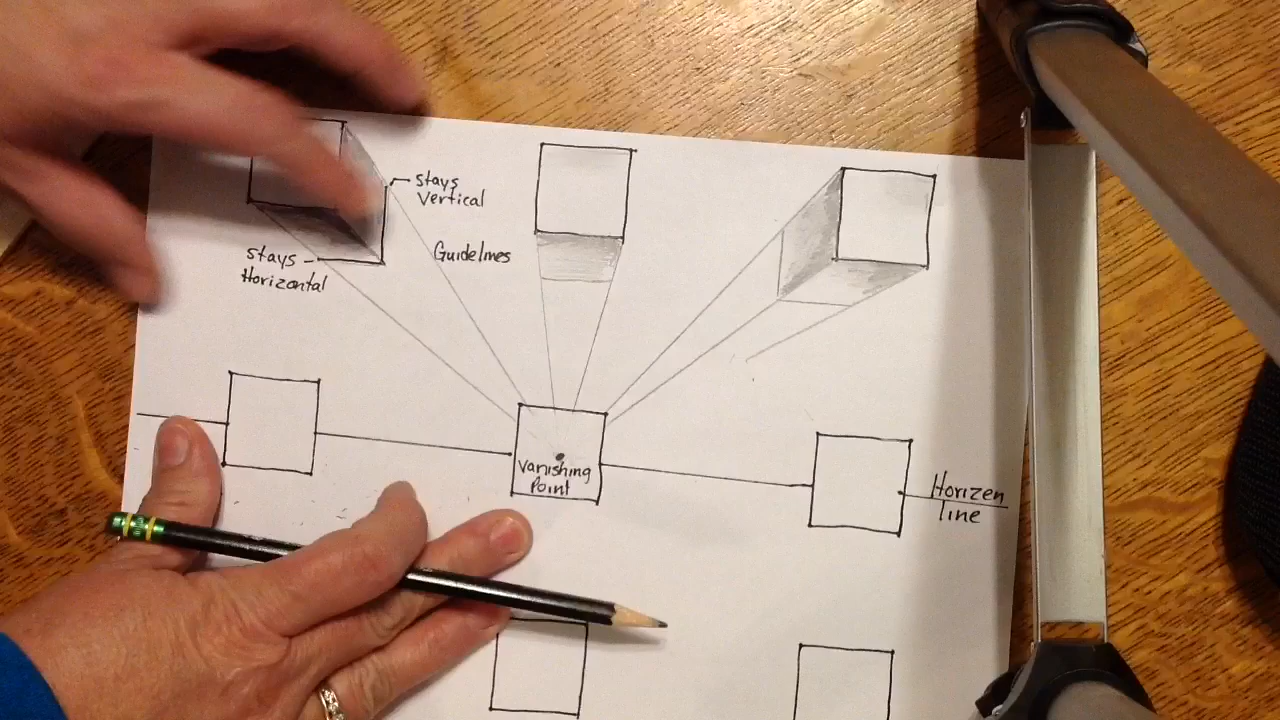 stays
Vertical
Guidelines
stays
Horizontal
Vanishing
Point
Horizen
line